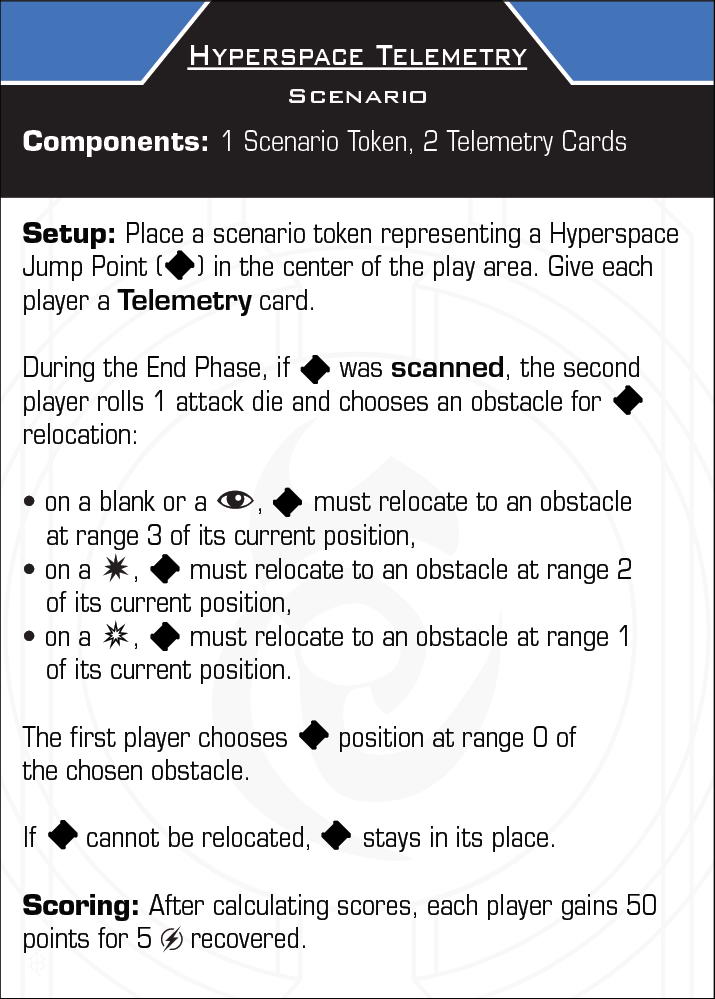 Hyperspace Telemetry
Scenario
Components: 1 Scenario Token, 2 Telemetry Cards
Setup: Place a scenario token representing a Hyperspace
Jump Point (◆) in the center of the play area. Give each
player a Telemetry card.
During the End Phase, if ◆ was scanned, the second
player rolls 1 attack die and chooses an obstacle for ◆
relocation:
• on a blank or a 👁, ◆ must relocate to an obstacle
at range 3 of its current position,
• on a ✷, ◆ must relocate to an obstacle at range 2
of its current position,
• on a ✸, ◆ must relocate to an obstacle at range 1
of its current position.
The first player chooses ◆ position at range 0 of
the chosen obstacle.
If ◆ cannot be relocated, ◆ stays in its place.
Scoring: After calculating scores, each player gains 50
points for 5 ⚡ recovered.